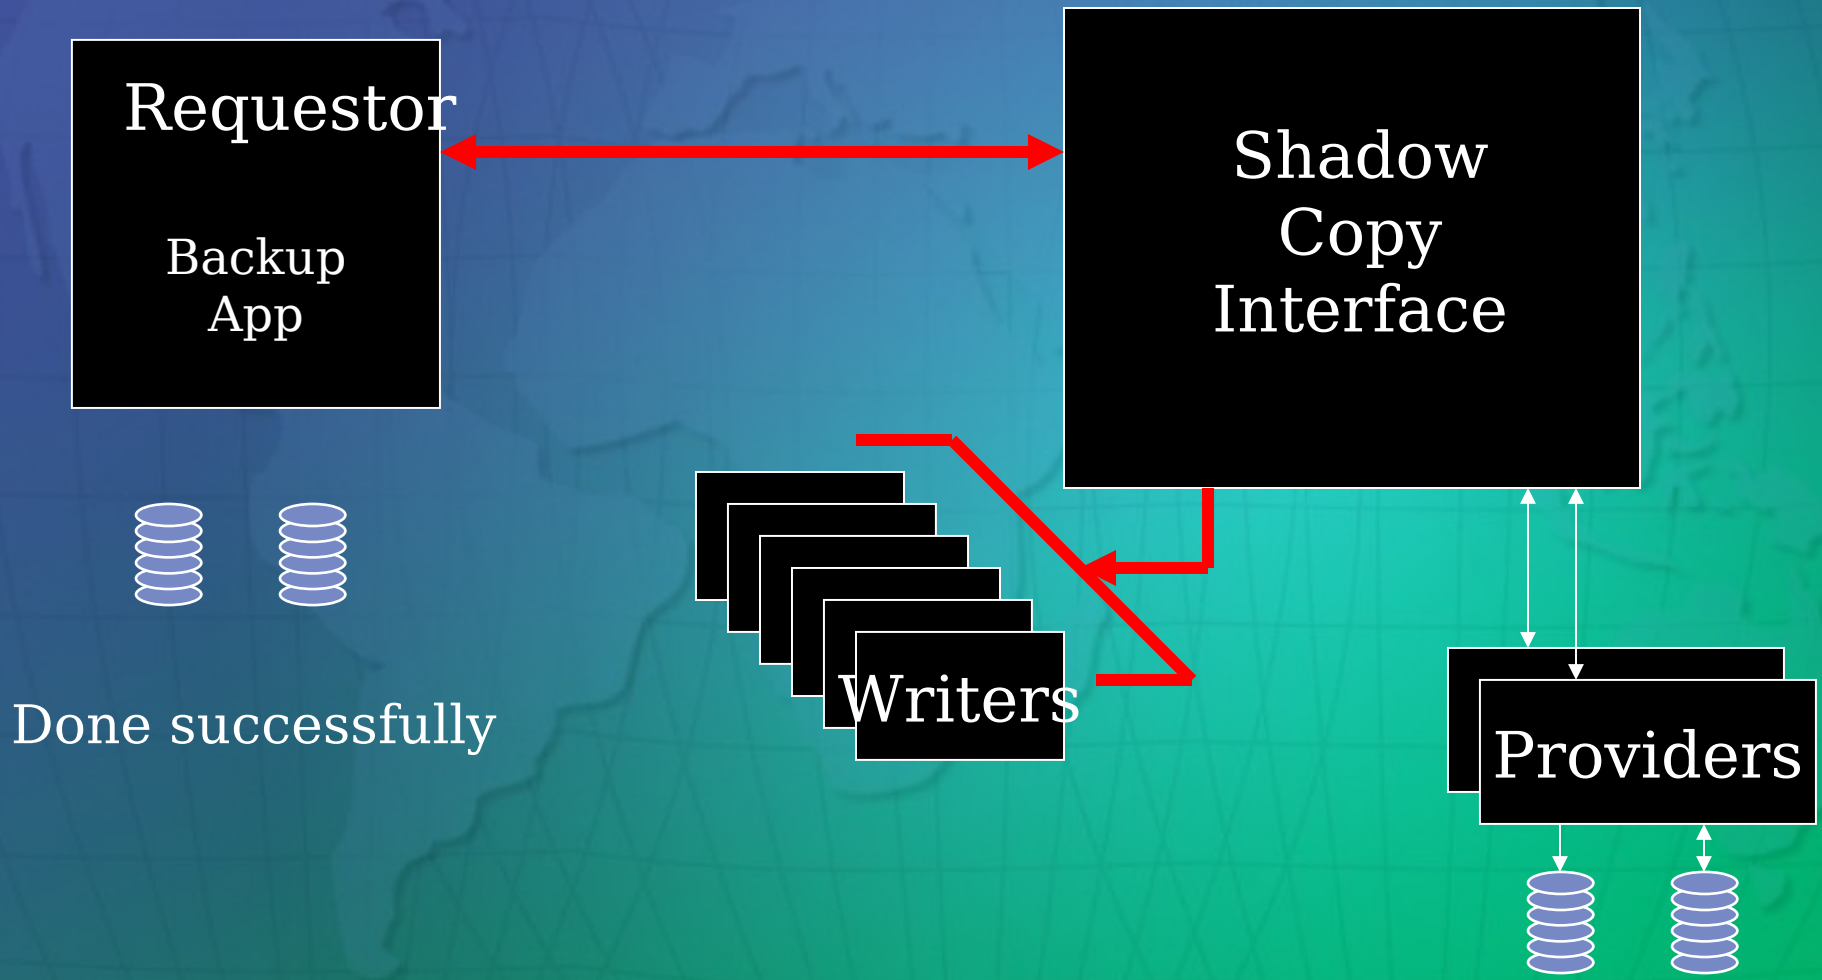 Requestor
Backup
App
Shadow
Copy
Interface
Writers
Done successfully
Providers